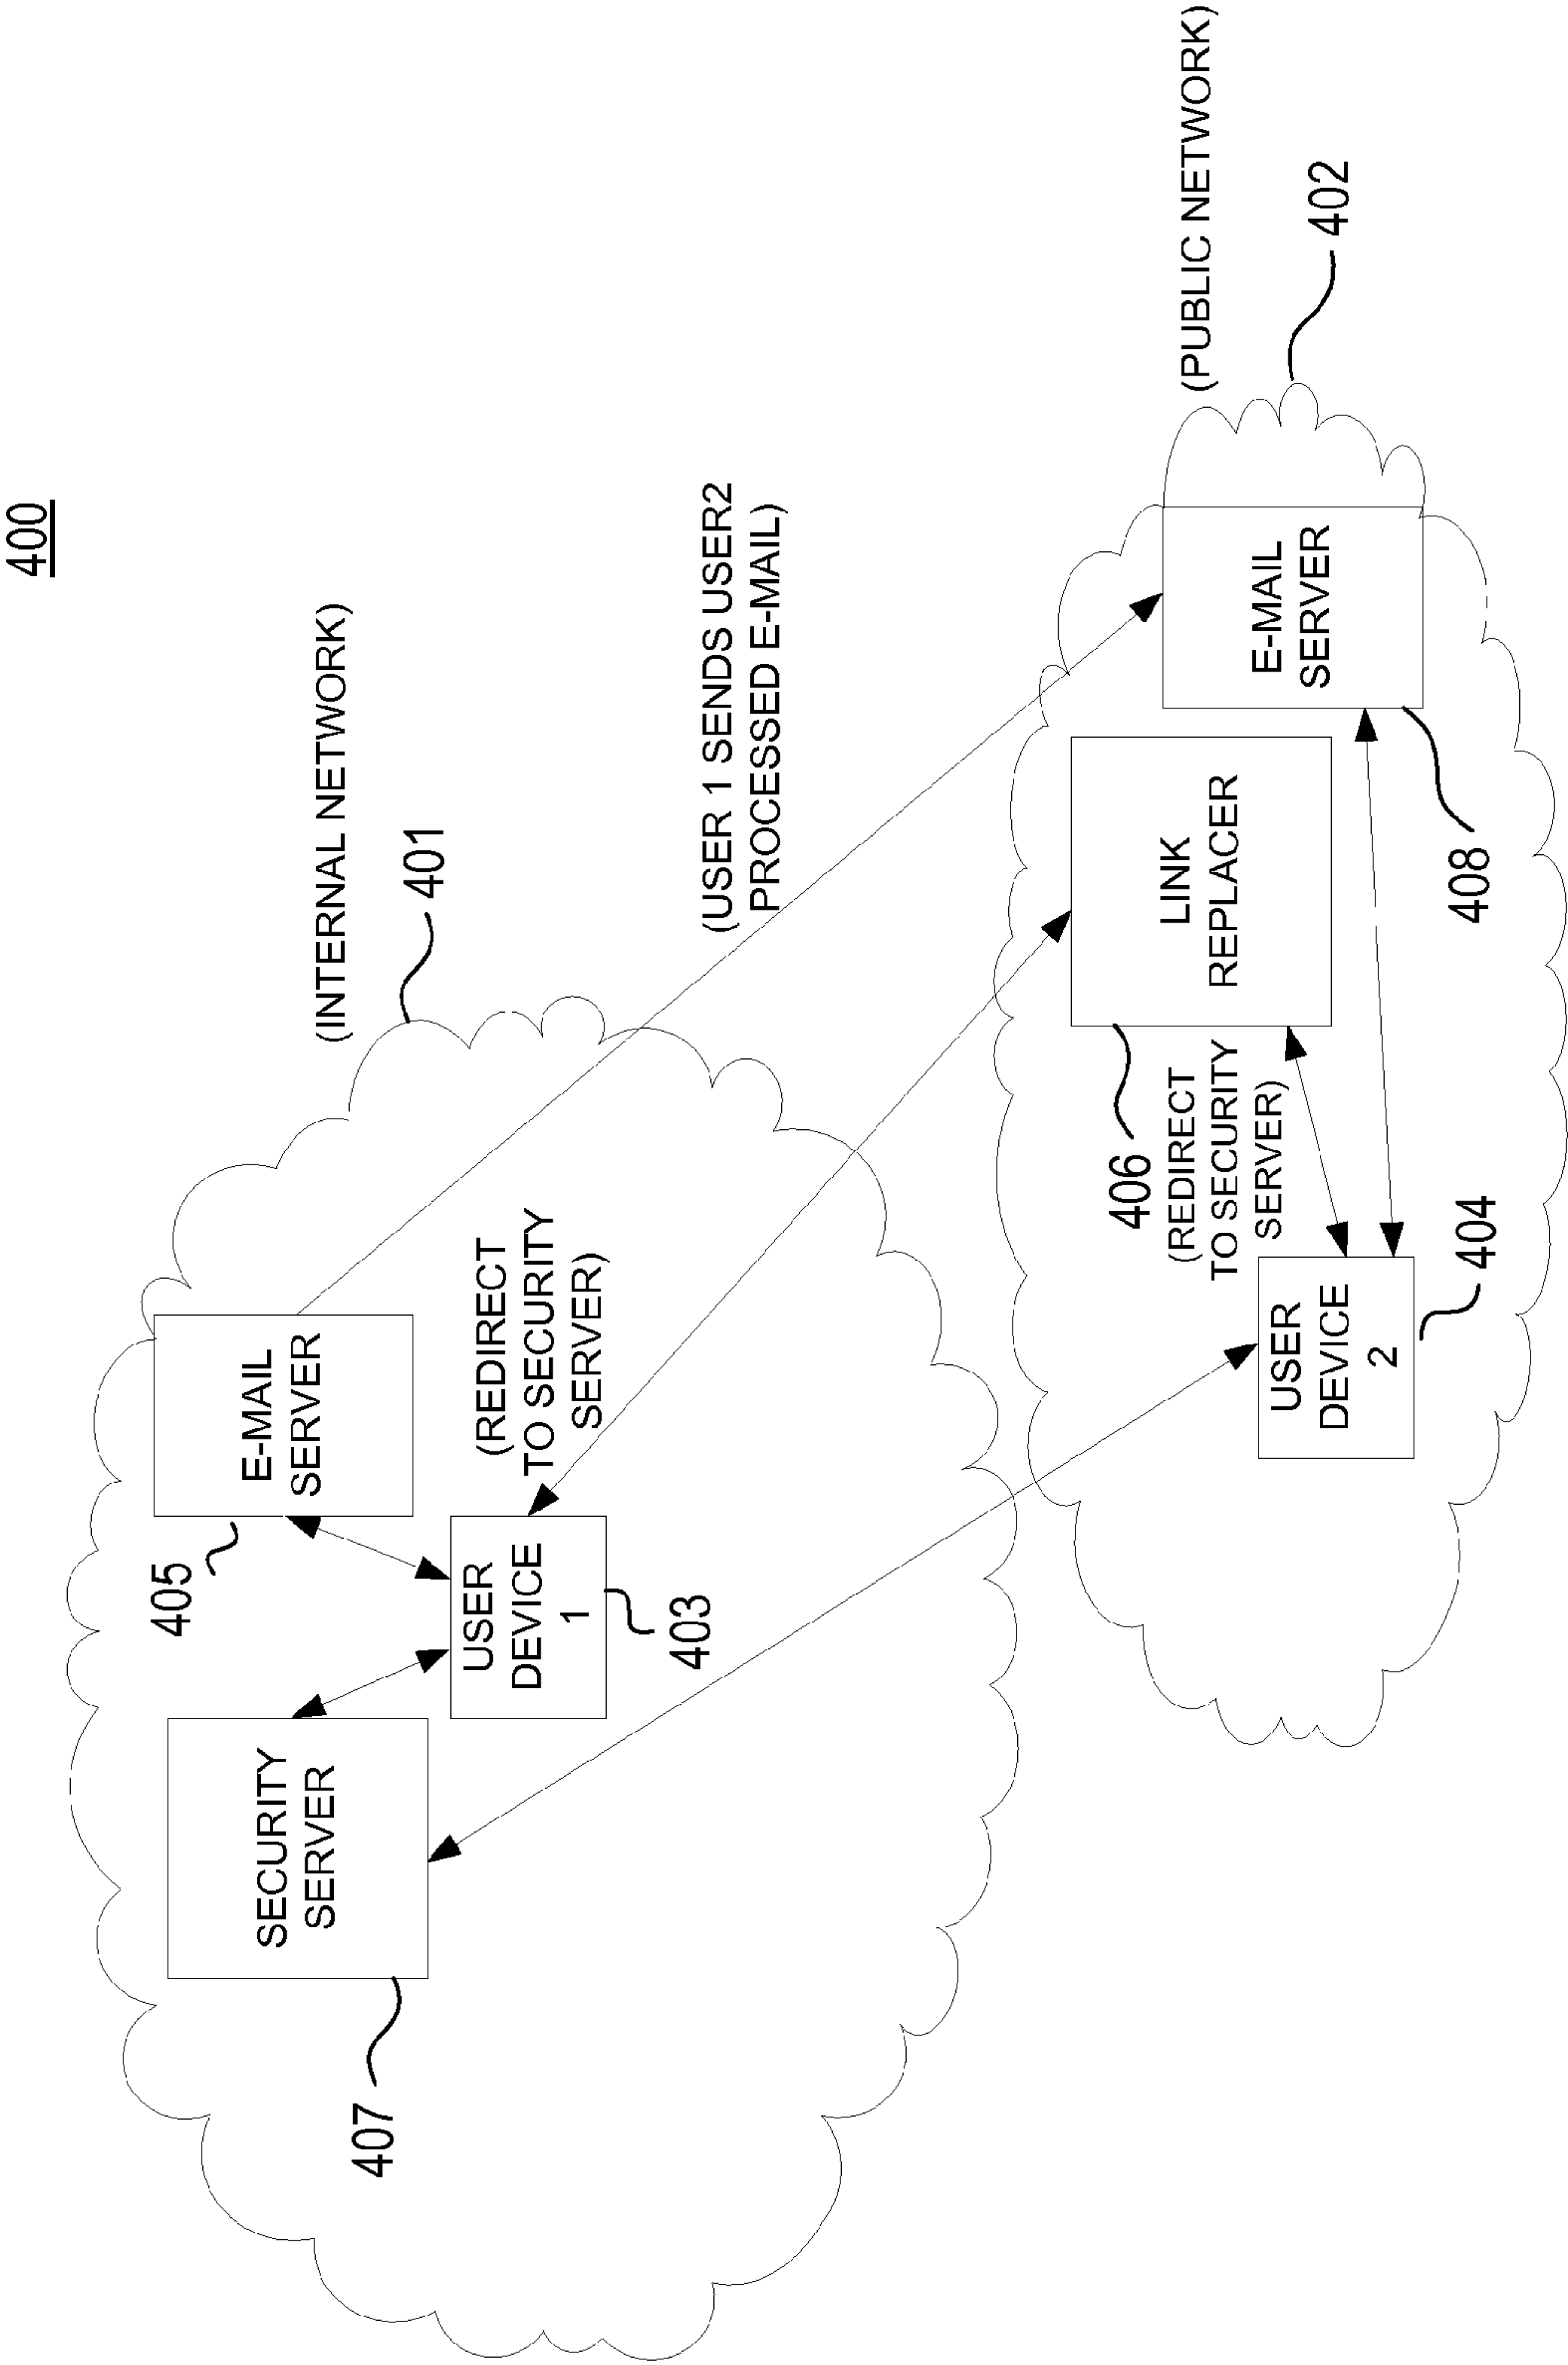 400
(INTERNAL NETWORK)
401
E-MAIL
SERVER
405
SECURITY
SERVER
407
USER
DEVICE
1
403
(REDIRECT
TO SECURITY
SERVER)
(USER 1 SENDS USER2
PROCESSED E-MAIL)
(PUBLIC NETWORK)
402
E-MAIL
SERVER
408
LINK
REPLACER
406
(REDIRECT
TO SECURITY
SERVER)
USER
DEVICE
2
404